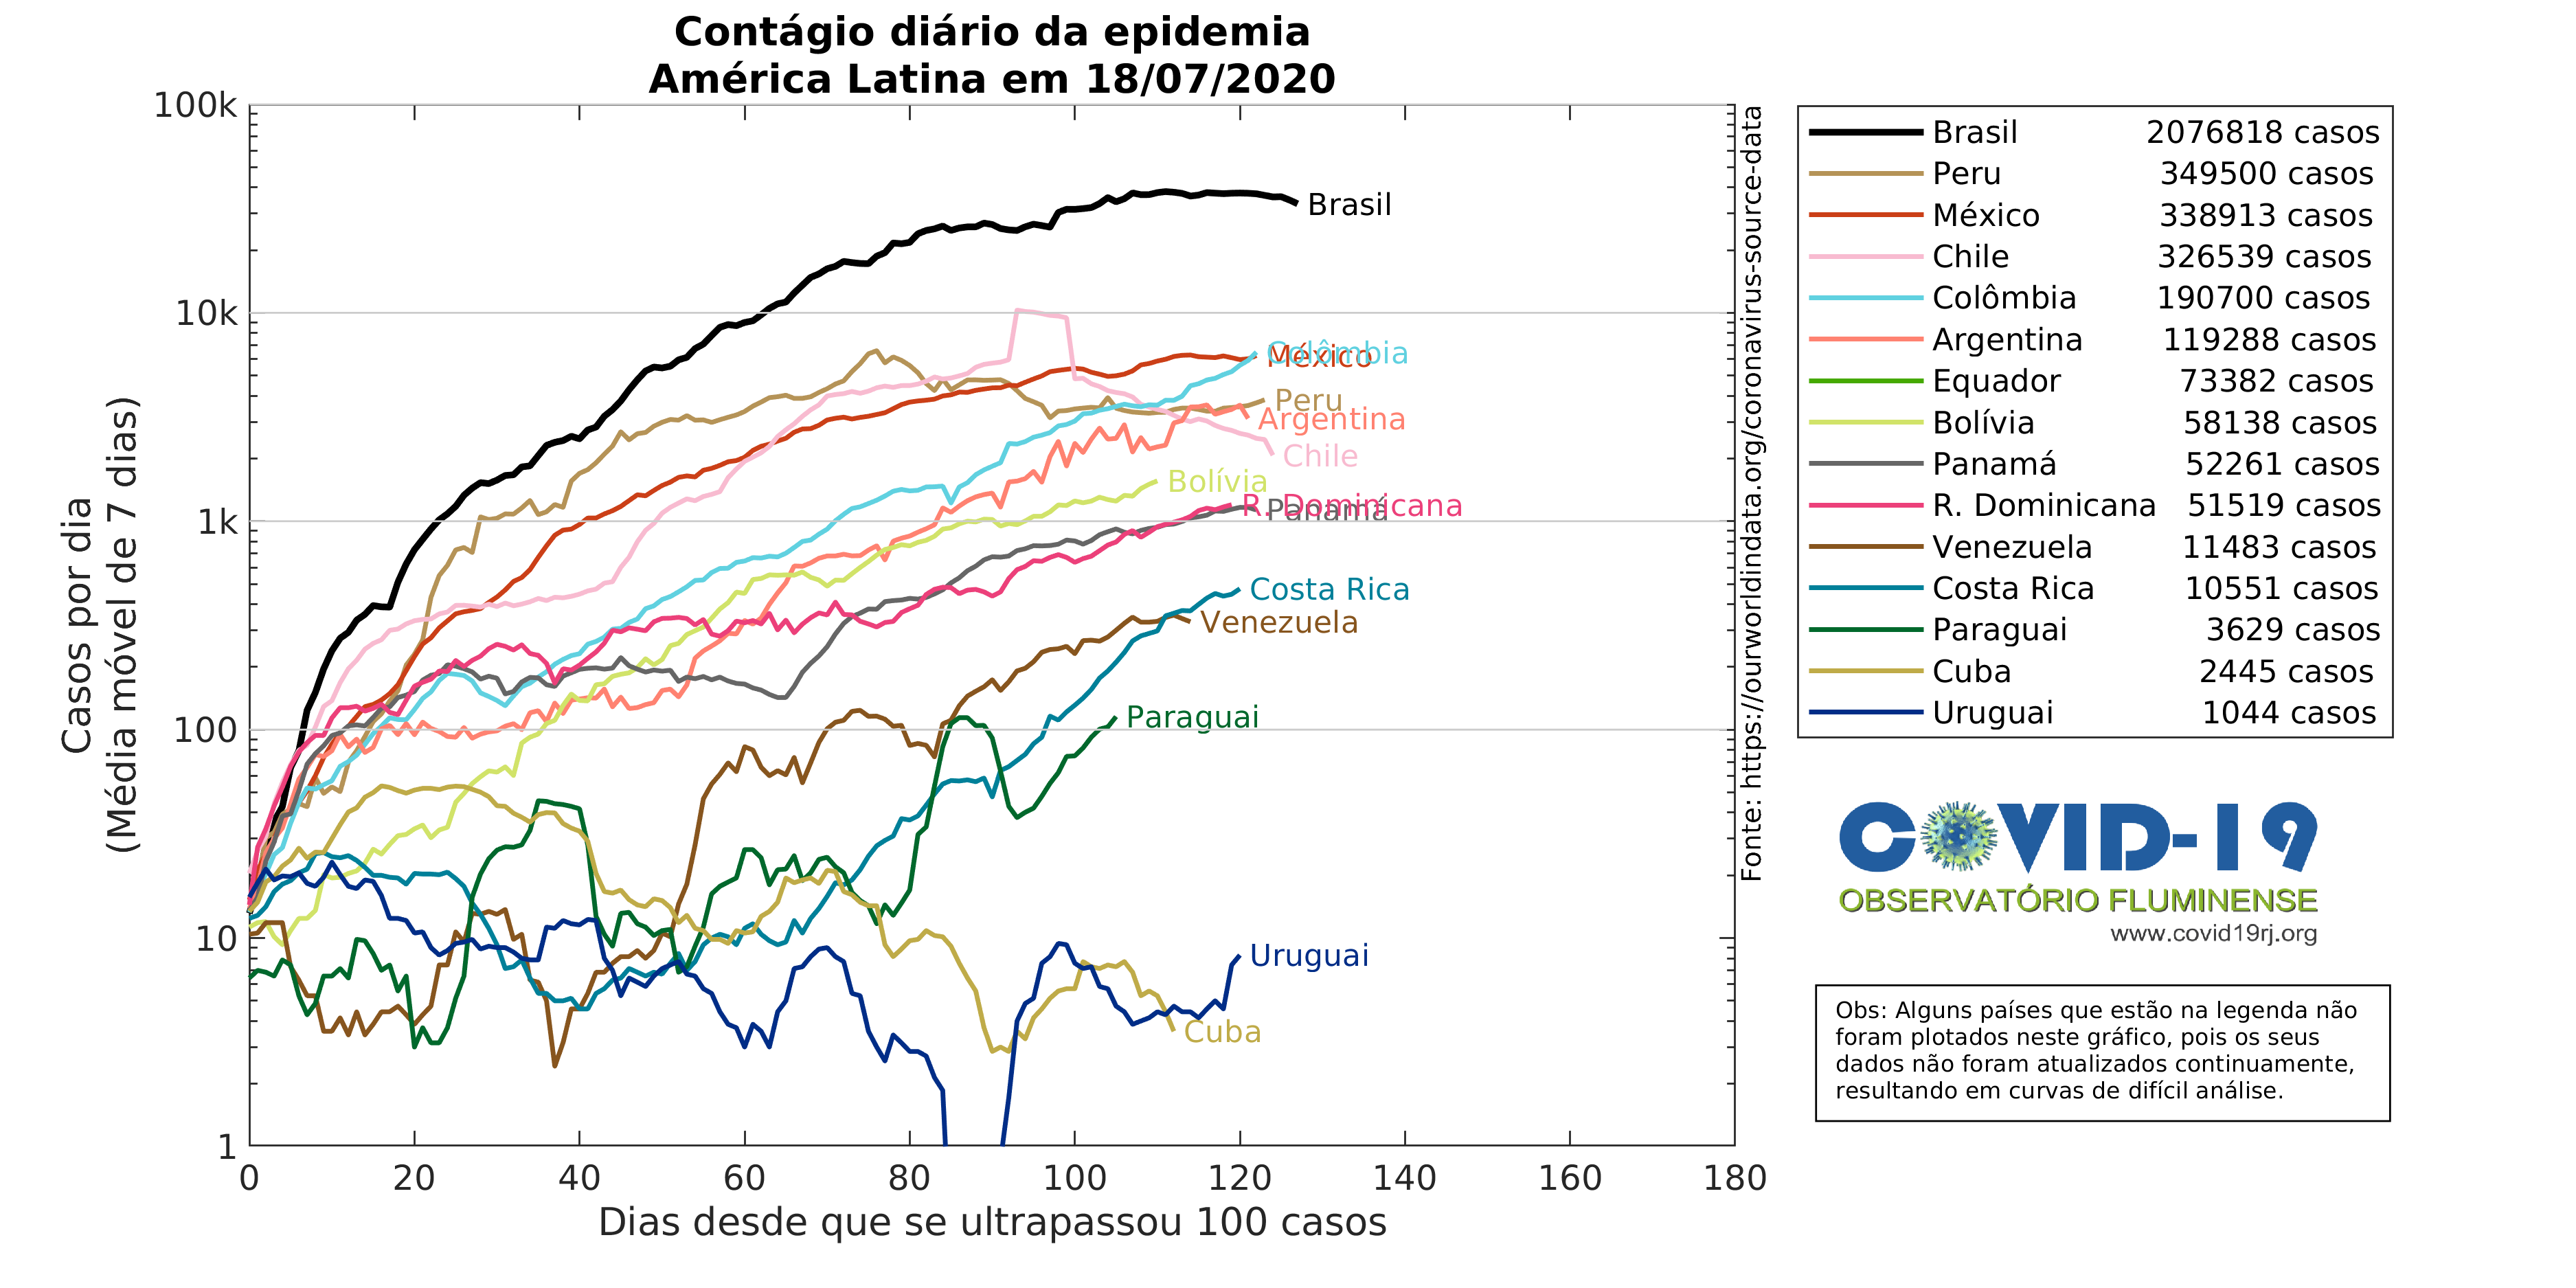 Contágio diário da epidemia
América Latina em 18/07/2020
Casos por dia
(Média móvel de 7 dias)
100k
10k
1k
100
10
1
0 20 40 60 80 100 120 140 160 180
Dias desde que se ultrapassou 100 casos
Brasil
Colômbia
México
Peru
Argentina
Chile
Bolívia
R. Dominicana
Panamá
Costa Rica
Venezuela
Paraguai
Uruguai
Cuba
Fonte: https://ourworldindata.org/coronavirus-source-data
Brasil 2076818 casos
Peru 349500 casos
México 338913 casos
Chile 326539 casos
Colômbia 190700 casos
Argentina 119288 casos
Equador 73382 casos
Bolívia 58138 casos
Panamá 52261 casos
R. Dominicana 51519 casos
Venezuela 11483 casos
Costa Rica 10551 casos
Paraguai 3629 casos
Cuba 2445 casos
Uruguai 1044 casos
COVID-19
OBSERVATÓRIO FLUMINENSE
www.covid19rj.org
Obs: Alguns países que estão na legenda não
foram plotados neste gráfico, pois os seus
dados não foram atualizados continuamente,
resultando em curvas de difícil análise.